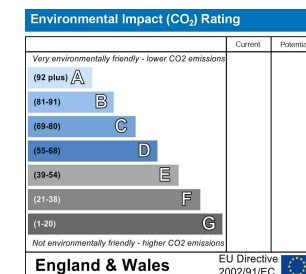 Environmental Impact (CO₂) Rating
Current Potentia
Very environmentally friendly - lower CO2 emissions
(92 plus) A
(81-91) B
(69-80) C
(55-68) D
(39-54) E
(21-38) F
(1-20) G
Not environmentally friendly - higher CO2 emissions
England & Wales
EU Directive
2002/91/EC